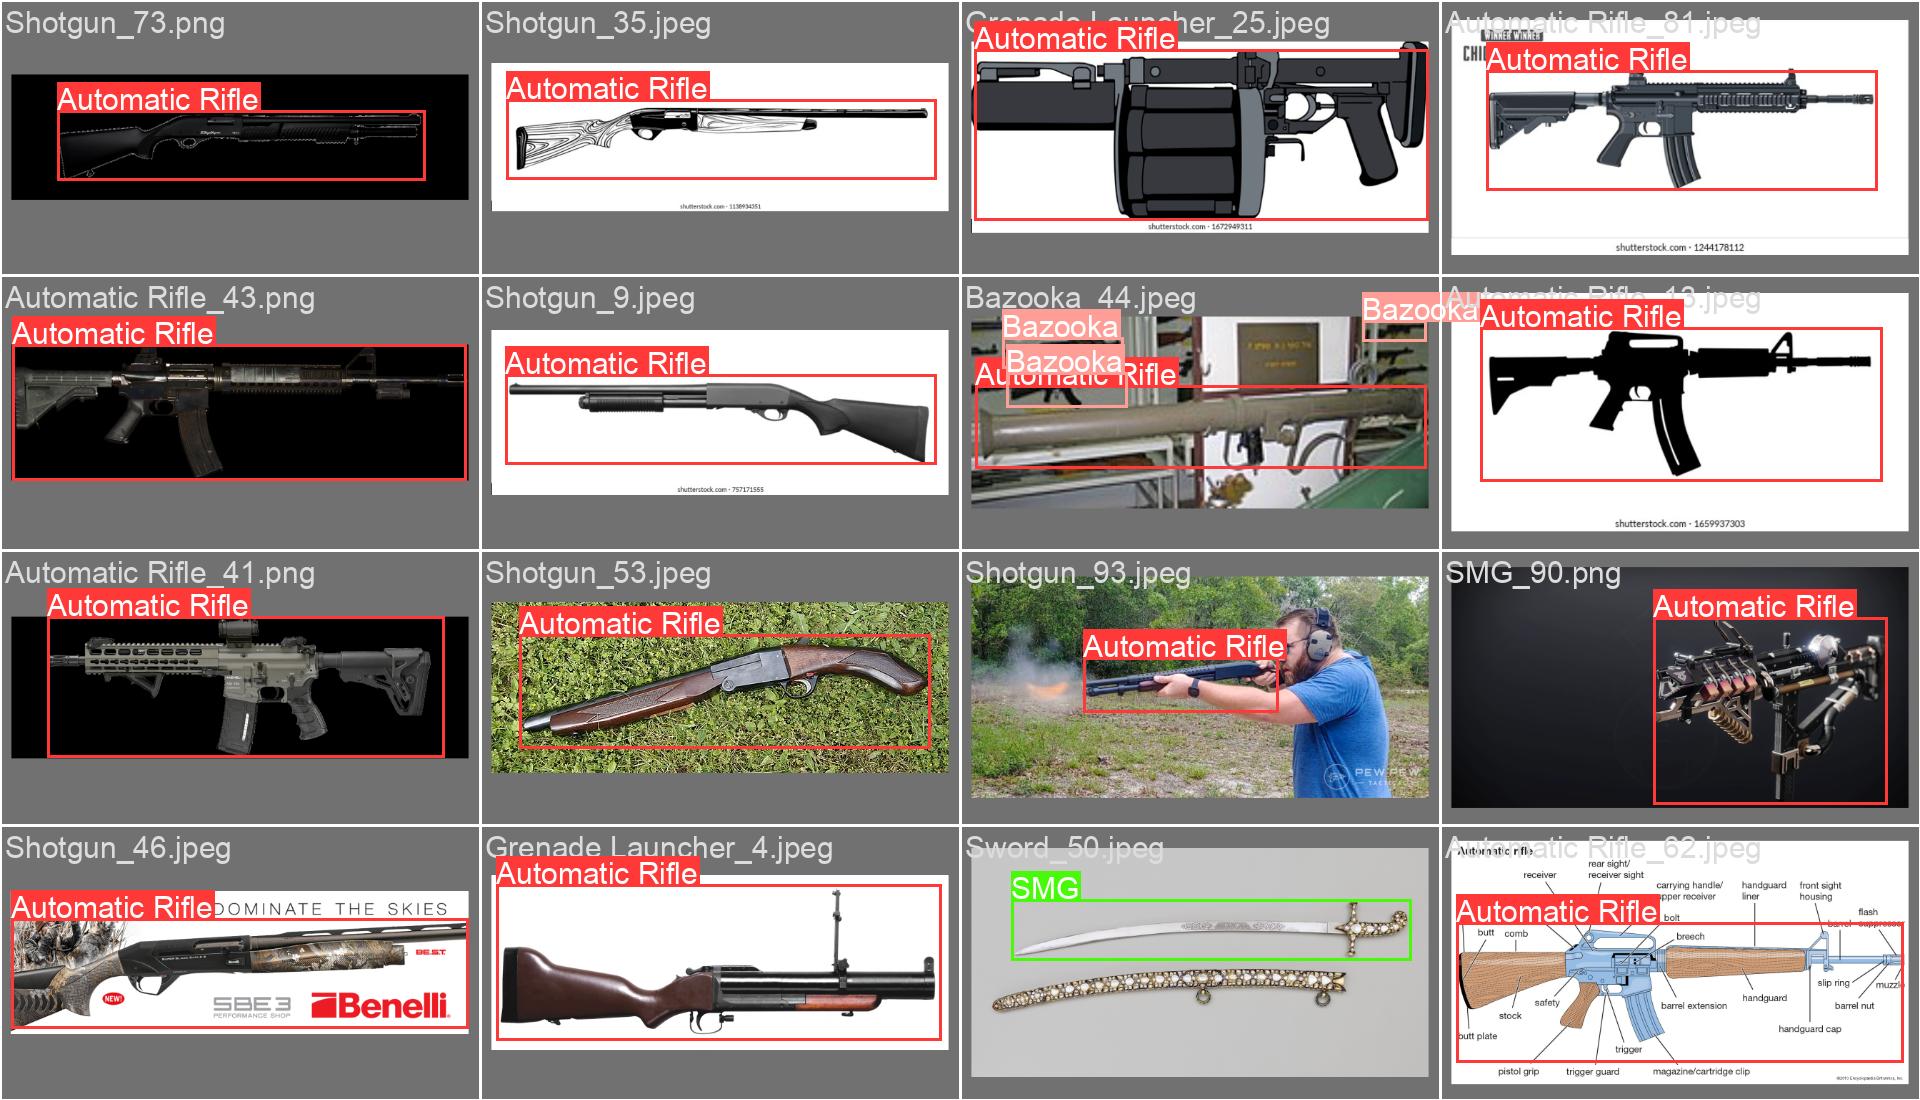 Shotgun_73.png
Automatic Rifle
Shotgun_35.jpeg
Automatic Rifle
shutterstock.com · 1138934351
Grenade Launcher_25.jpeg
Automatic Rifle
shutterstock.com · 1672949311
Automatic Rifle_81.jpeg
WINNER WINNER
CHI
Automatic Rifle
shutterstock.com · 1244178112
Automatic Rifle_43.png
Automatic Rifle
Shotgun_9.jpeg
Automatic Rifle
shutterstock.com · 757171555
Bazooka_44.jpeg
Bazooka
Bazooka
Bazooka
Automatic Rifle
Automatic Rifle_13.jpeg
Automatic Rifle
shutterstock.com · 1659937303
Automatic Rifle_41.png
Automatic Rifle
Shotgun_53.jpeg
Automatic Rifle
Shotgun_93.jpeg
Automatic Rifle
PEW PEW
SMG_90.png
Automatic Rifle
Shotgun_46.jpeg
Automatic Rifle
DOMINATE THE SKIES
BE.S.T.
NEW!
SBE3
PERFORMANCE SHOP
Benelli
Grenade Launcher_4.jpeg
Automatic Rifle
Sword_50.jpeg
SMG
Automatic Rifle_62.jpeg
Automatic rifle
rear sight/
receiver sight
receiver
carrying handle/
upper receiver
handguard
liner
front sight
housing
Automatic Rifle
bolt
flash
suppressor
barrel
butt
comb
breech
slip ring
muzzle
safety
barrel extension
handguard
barrel nut
stock
handguard cap
butt plate
trigger
pistol grip
trigger guard
magazine/cartridge clip